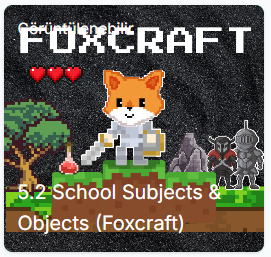 Görüntülenebilir
FOXCRAFT
5.2 School Subjects &
Objects (Foxcraft)